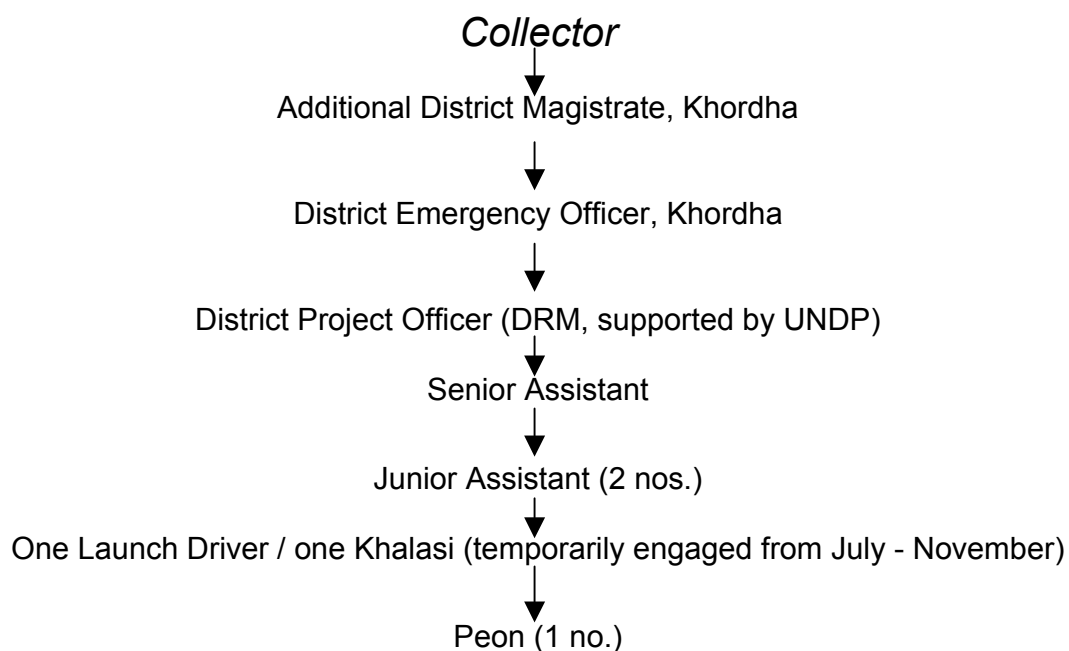 Collector
Additional District Magistrate, Khordha
District Emergency Officer, Khordha
District Project Officer (DRM, supported by UNDP)
Senior Assistant
Junior Assistant (2 nos.)
One Launch Driver / one Khalasi (temporarily engaged from July - November)
Peon (1 no.)